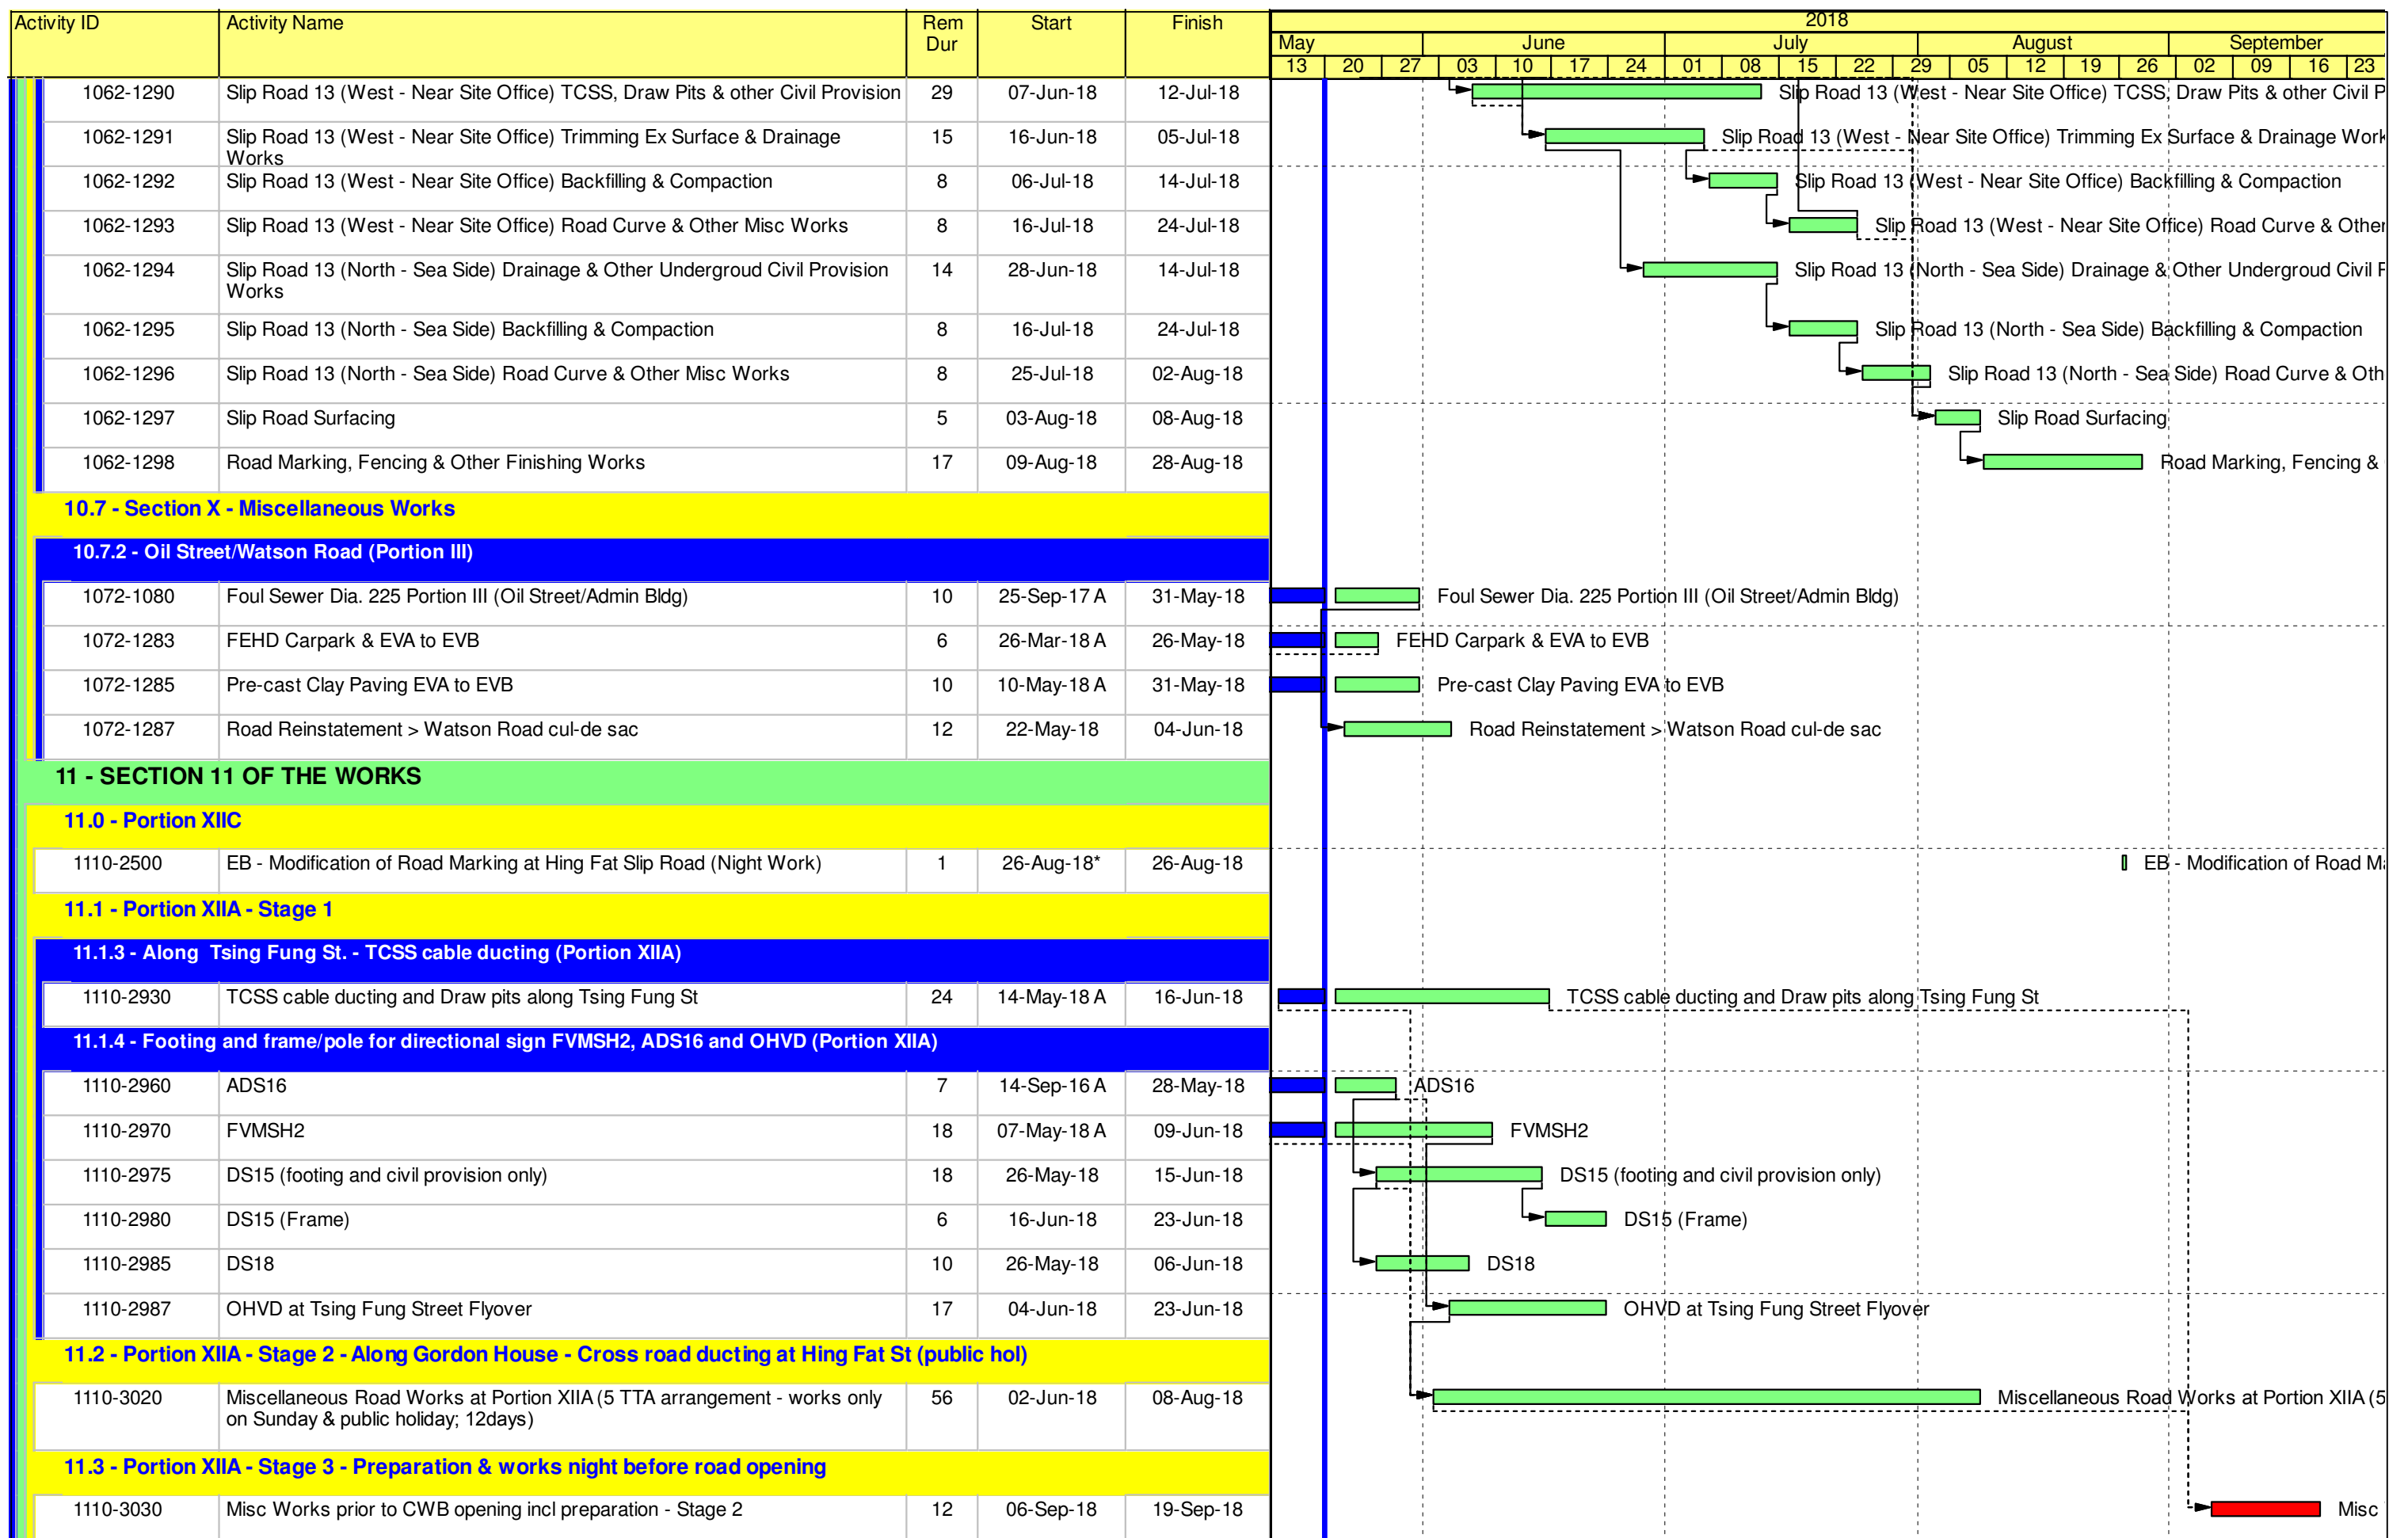 Activity ID Activity Name Rem Start Finish 2018
Dur May June July August September
13 20 27 03 10 17 24 01 08 15 22 29 05 12 19 26 02 09 16 23
1062-1290 Slip Road 13 (West - Near Site Office) TCSS, Draw Pits & other Civil Provision 29 07-Jun-18 12-Jul-18 Slip Road 13 (West - Near Site Office) TCSS, Draw Pits & other Civil P
1062-1291 Slip Road 13 (West - Near Site Office) Trimming Ex Surface & Drainage 15 16-Jun-18 05-Jul-18 Slip Road 13 (West - Near Site Office) Trimming Ex Surface & Drainage Work
Works
1062-1292 Slip Road 13 (West - Near Site Office) Backfilling & Compaction 8 06-Jul-18 14-Jul-18 Slip Road 13 (West - Near Site Office) Backfilling & Compaction
1062-1293 Slip Road 13 (West - Near Site Office) Road Curve & Other Misc Works 8 16-Jul-18 24-Jul-18 Slip Road 13 (West - Near Site Office) Road Curve & Other
1062-1294 Slip Road 13 (North - Sea Side) Drainage & Other Undergroud Civil Provision 14 28-Jun-18 14-Jul-18 Slip Road 13 (North - Sea Side) Drainage & Other Undergroud Civil P
Works
1062-1295 Slip Road 13 (North - Sea Side) Backfilling & Compaction 8 16-Jul-18 24-Jul-18 Slip Road 13 (North - Sea Side) Backfilling & Compaction
1062-1296 Slip Road 13 (North - Sea Side) Road Curve & Other Misc Works 8 25-Jul-18 02-Aug-18 Slip Road 13 (North - Sea Side) Road Curve & Oth
1062-1297 Slip Road Surfacing 5 03-Aug-18 08-Aug-18 Slip Road Surfacing
1062-1298 Road Marking, Fencing & Other Finishing Works 17 09-Aug-18 28-Aug-18 Road Marking, Fencing &
10.7 - Section X - Miscellaneous Works
10.7.2 - Oil Street/Watson Road (Portion III)
1072-1080 Foul Sewer Dia. 225 Portion III (Oil Street/Admin Bldg) 10 25-Sep-17 A 31-May-18 Foul Sewer Dia. 225 Portion III (Oil Street/Admin Bldg)
1072-1283 FEHD Carpark & EVA to EVB 6 26-Mar-18 A 26-May-18 FEHD Carpark & EVA to EVB
1072-1285 Pre-cast Clay Paving EVA to EVB 10 10-May-18 A 31-May-18 Pre-cast Clay Paving EVA to EVB
1072-1287 Road Reinstatement > Watson Road cul-de sac 12 22-May-18 04-Jun-18 Road Reinstatement > Watson Road cul-de sac
11 - SECTION 11 OF THE WORKS
11.0 - Portion XIIC
1110-2500 EB - Modification of Road Marking at Hing Fat Slip Road (Night Work) 1 26-Aug-18* 26-Aug-18 EB - Modification of Road Ma
11.1 - Portion XIIA - Stage 1
11.1.3 - Along Tsing Fung St. - TCSS cable ducting (Portion XIIA)
1110-2930 TCSS cable ducting and Draw pits along Tsing Fung St 24 14-May-18 A 16-Jun-18 TCSS cable ducting and Draw pits along Tsing Fung St
11.1.4 - Footing and frame/pole for directional sign FVMSH2, ADS16 and OHVD (Portion XIIA)
1110-2960 ADS16 7 14-Sep-16 A 28-May-18 ADS16
1110-2970 FVMSH2 18 07-May-18 A 09-Jun-18 FVMSH2
1110-2975 DS15 (footing and civil provision only) 18 26-May-18 15-Jun-18 DS15 (footing and civil provision only)
1110-2980 DS15 (Frame) 6 16-Jun-18 23-Jun-18 DS15 (Frame)
1110-2985 DS18 10 26-May-18 06-Jun-18 DS18
1110-2987 OHVD at Tsing Fung Street Flyover 17 04-Jun-18 23-Jun-18 OHVD at Tsing Fung Street Flyover
11.2 - Portion XIIA - Stage 2 - Along Gordon House - Cross road ducting at Hing Fat St (public hol)
1110-3020 Miscellaneous Road Works at Portion XIIA (5 TTA arrangement - works only 56 02-Jun-18 08-Aug-18 Miscellaneous Road Works at Portion XIIA (5
on Sunday & public holiday; 12days)
11.3 - Portion XIIA - Stage 3 - Preparation & works night before road opening
1110-3030 Misc Works prior to CWB opening incl preparation - Stage 2 12 06-Sep-18 19-Sep-18 Misc